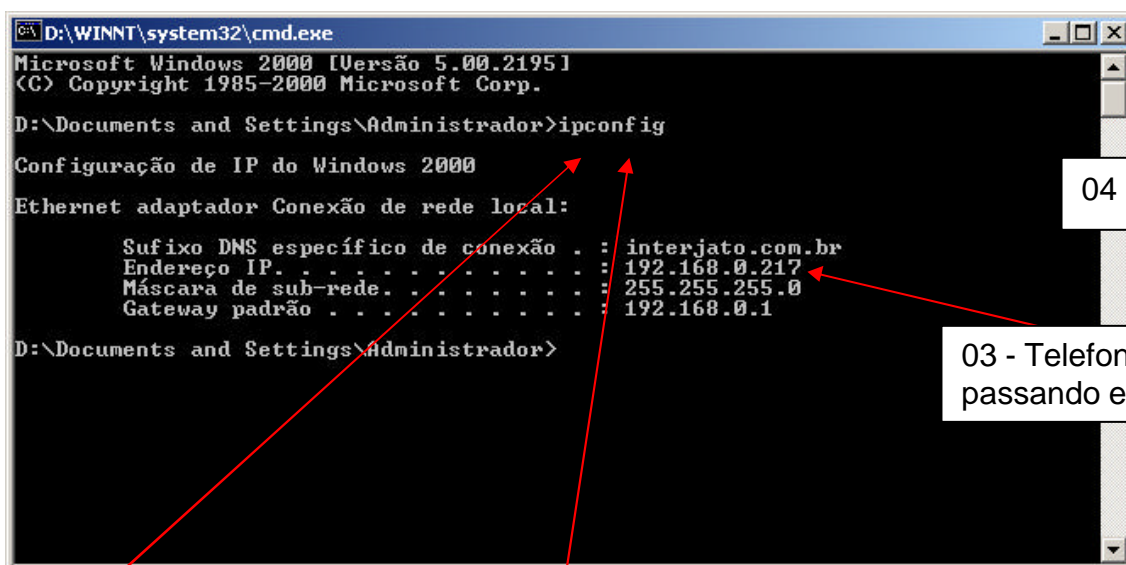 D:\WINNT\system32\cmd.exe
Microsoft Windows 2000 [Versão 5.00.2195]
(C) Copyright 1985-2000 Microsoft Corp.
D:\Documents and Settings\Administrador>ipconfig
Configuração de IP do Windows 2000
Ethernet adaptador Conexão de rede local:
Sufixo DNS específico de conexão . : interjato.com.br
Endereço IP. . . . . . . . . . . . : 192.168.0.217
Máscara de sub-rede. . . . . . . . : 255.255.255.0
Gateway padrão . . . . . . . . . . : 192.168.0.1
D:\Documents and Settings\Administrador>
04
03 - Telefon
passando e